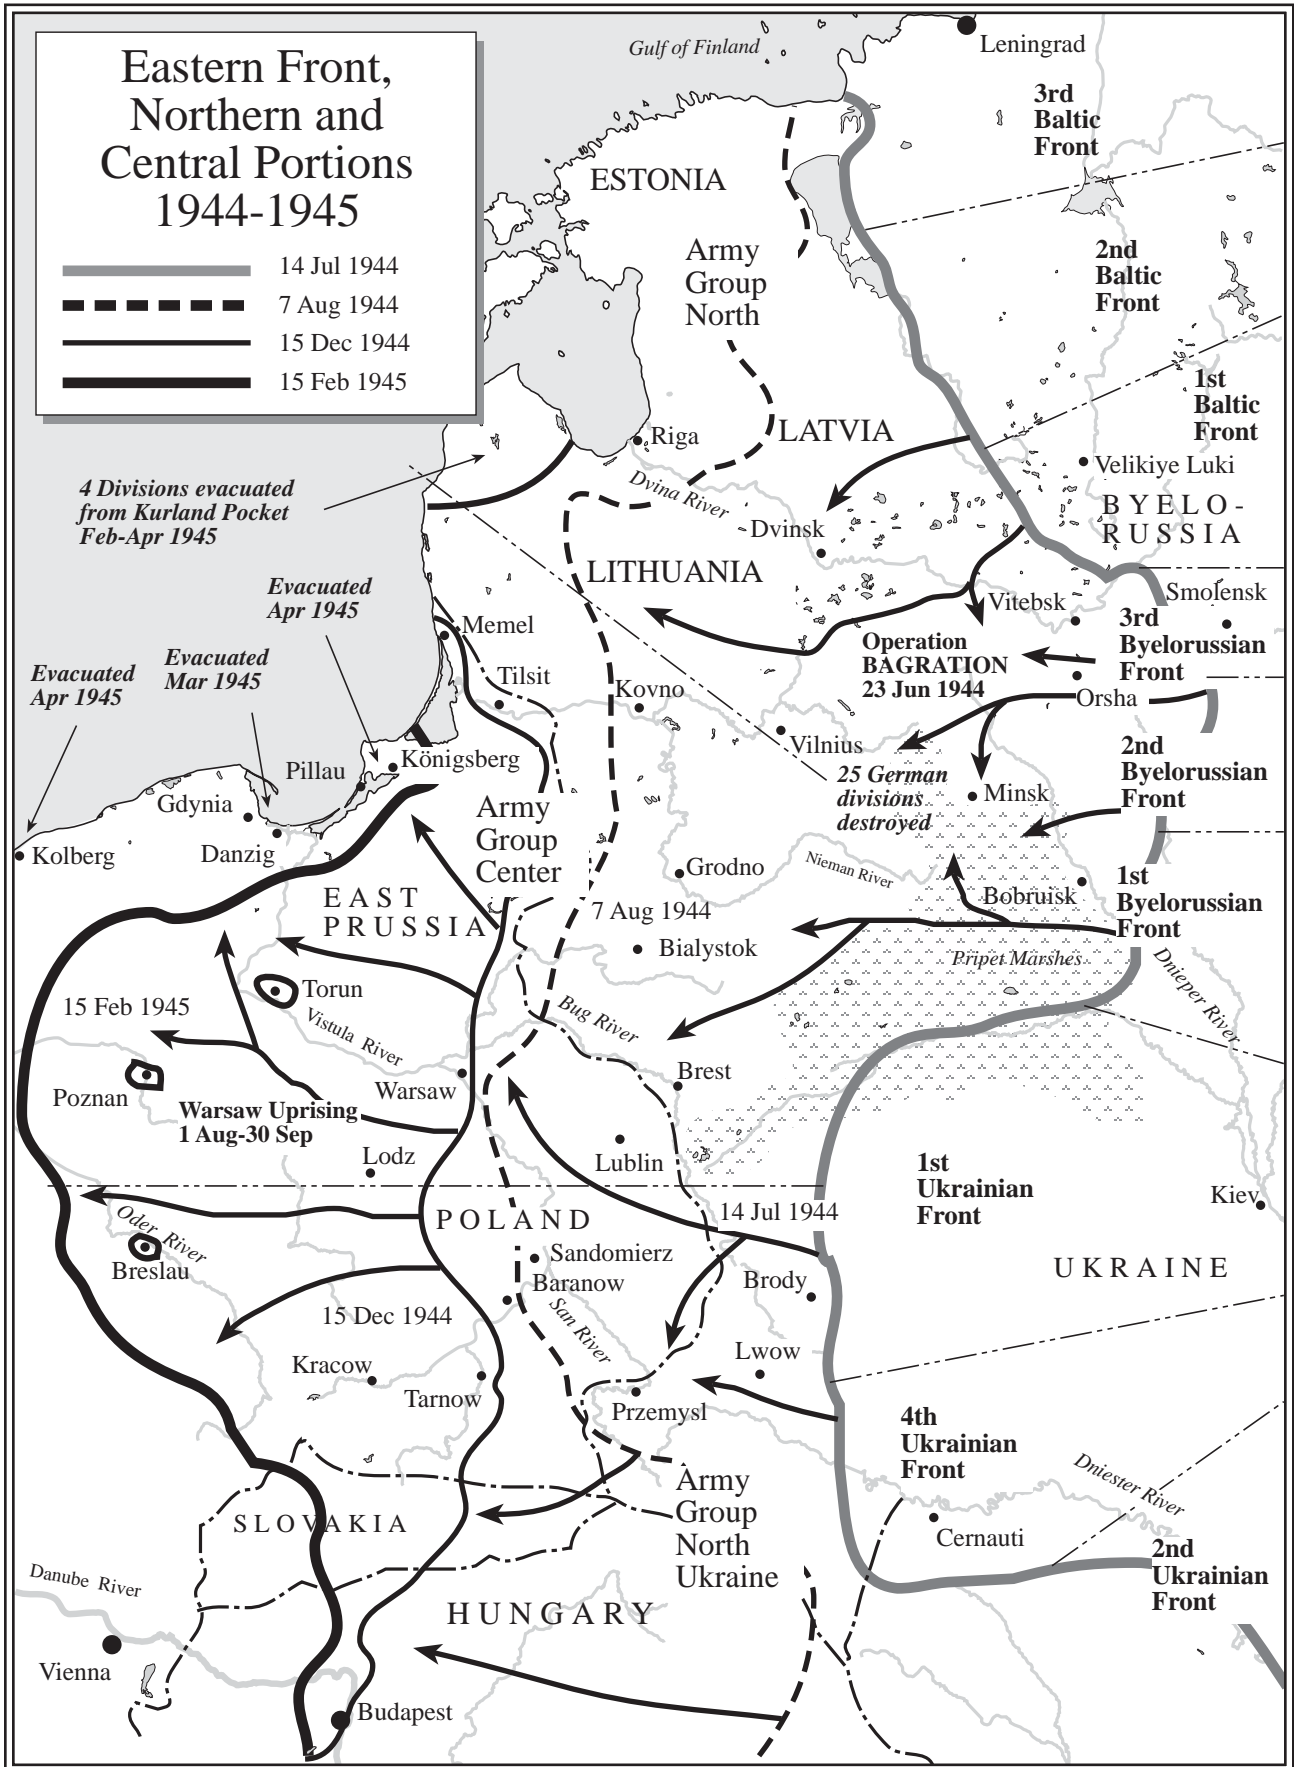 Eastern Front,
Northern and
Central Portions
1944-1945
14 Jul 1944
7 Aug 1944
15 Dec 1944
15 Feb 1945
Gulf of Finland
Leningrad
3rd
Baltic
Front
ESTONIA
Army
Group
North
2nd
Baltic
Front
1st
Baltic
Front
Riga
LATVIA
Velikiye Luki
BYELO-
RUSSIA
4 Divisions evacuated
from Kurland Pocket
Feb-Apr 1945
Dvina River
Dvinsk
LITHUANIA
Evacuated
Apr 1945
Smolensk
Vitebsk
Memel
3rd
Byelorussian
Front
Operation
BAGRATION
23 Jun 1944
Evacuated
Mar 1945
Evacuated
Apr 1945
Tilsit
Kovno
Orsha
Vilnius
Königsberg
Pillau
2nd
Byelorussian
Front
25 German
divisions
destroyed
Minsk
Gdynia
Army
Group
Center
Kolberg
Danzig
Grodno
Nieman River
Bobruisk
1st
Byelorussian
Front
EAST
PRUSSIA
7 Aug 1944
Bialystok
Pripet Marshes
Dnieper River
Torun
15 Feb 1945
Vistula River
Bug River
Brest
Warsaw
Poznan
Warsaw Uprising
1 Aug-30 Sep
Lodz
Lublin
1st
Ukrainian
Front
Kiev
14 Jul 1944
POLAND
Oder River
Breslau
Sandomierz
Baranow
Brody
UKRAINE
15 Dec 1944
San River
Kracow
Tarnow
Lwow
Przemysl
4th
Ukrainian
Front
Army
Group
North
Ukraine
Dniester River
SLOVAKIA
Cernauti
2nd
Ukrainian
Front
Danube River
HUNGARY
Vienna
Budapest